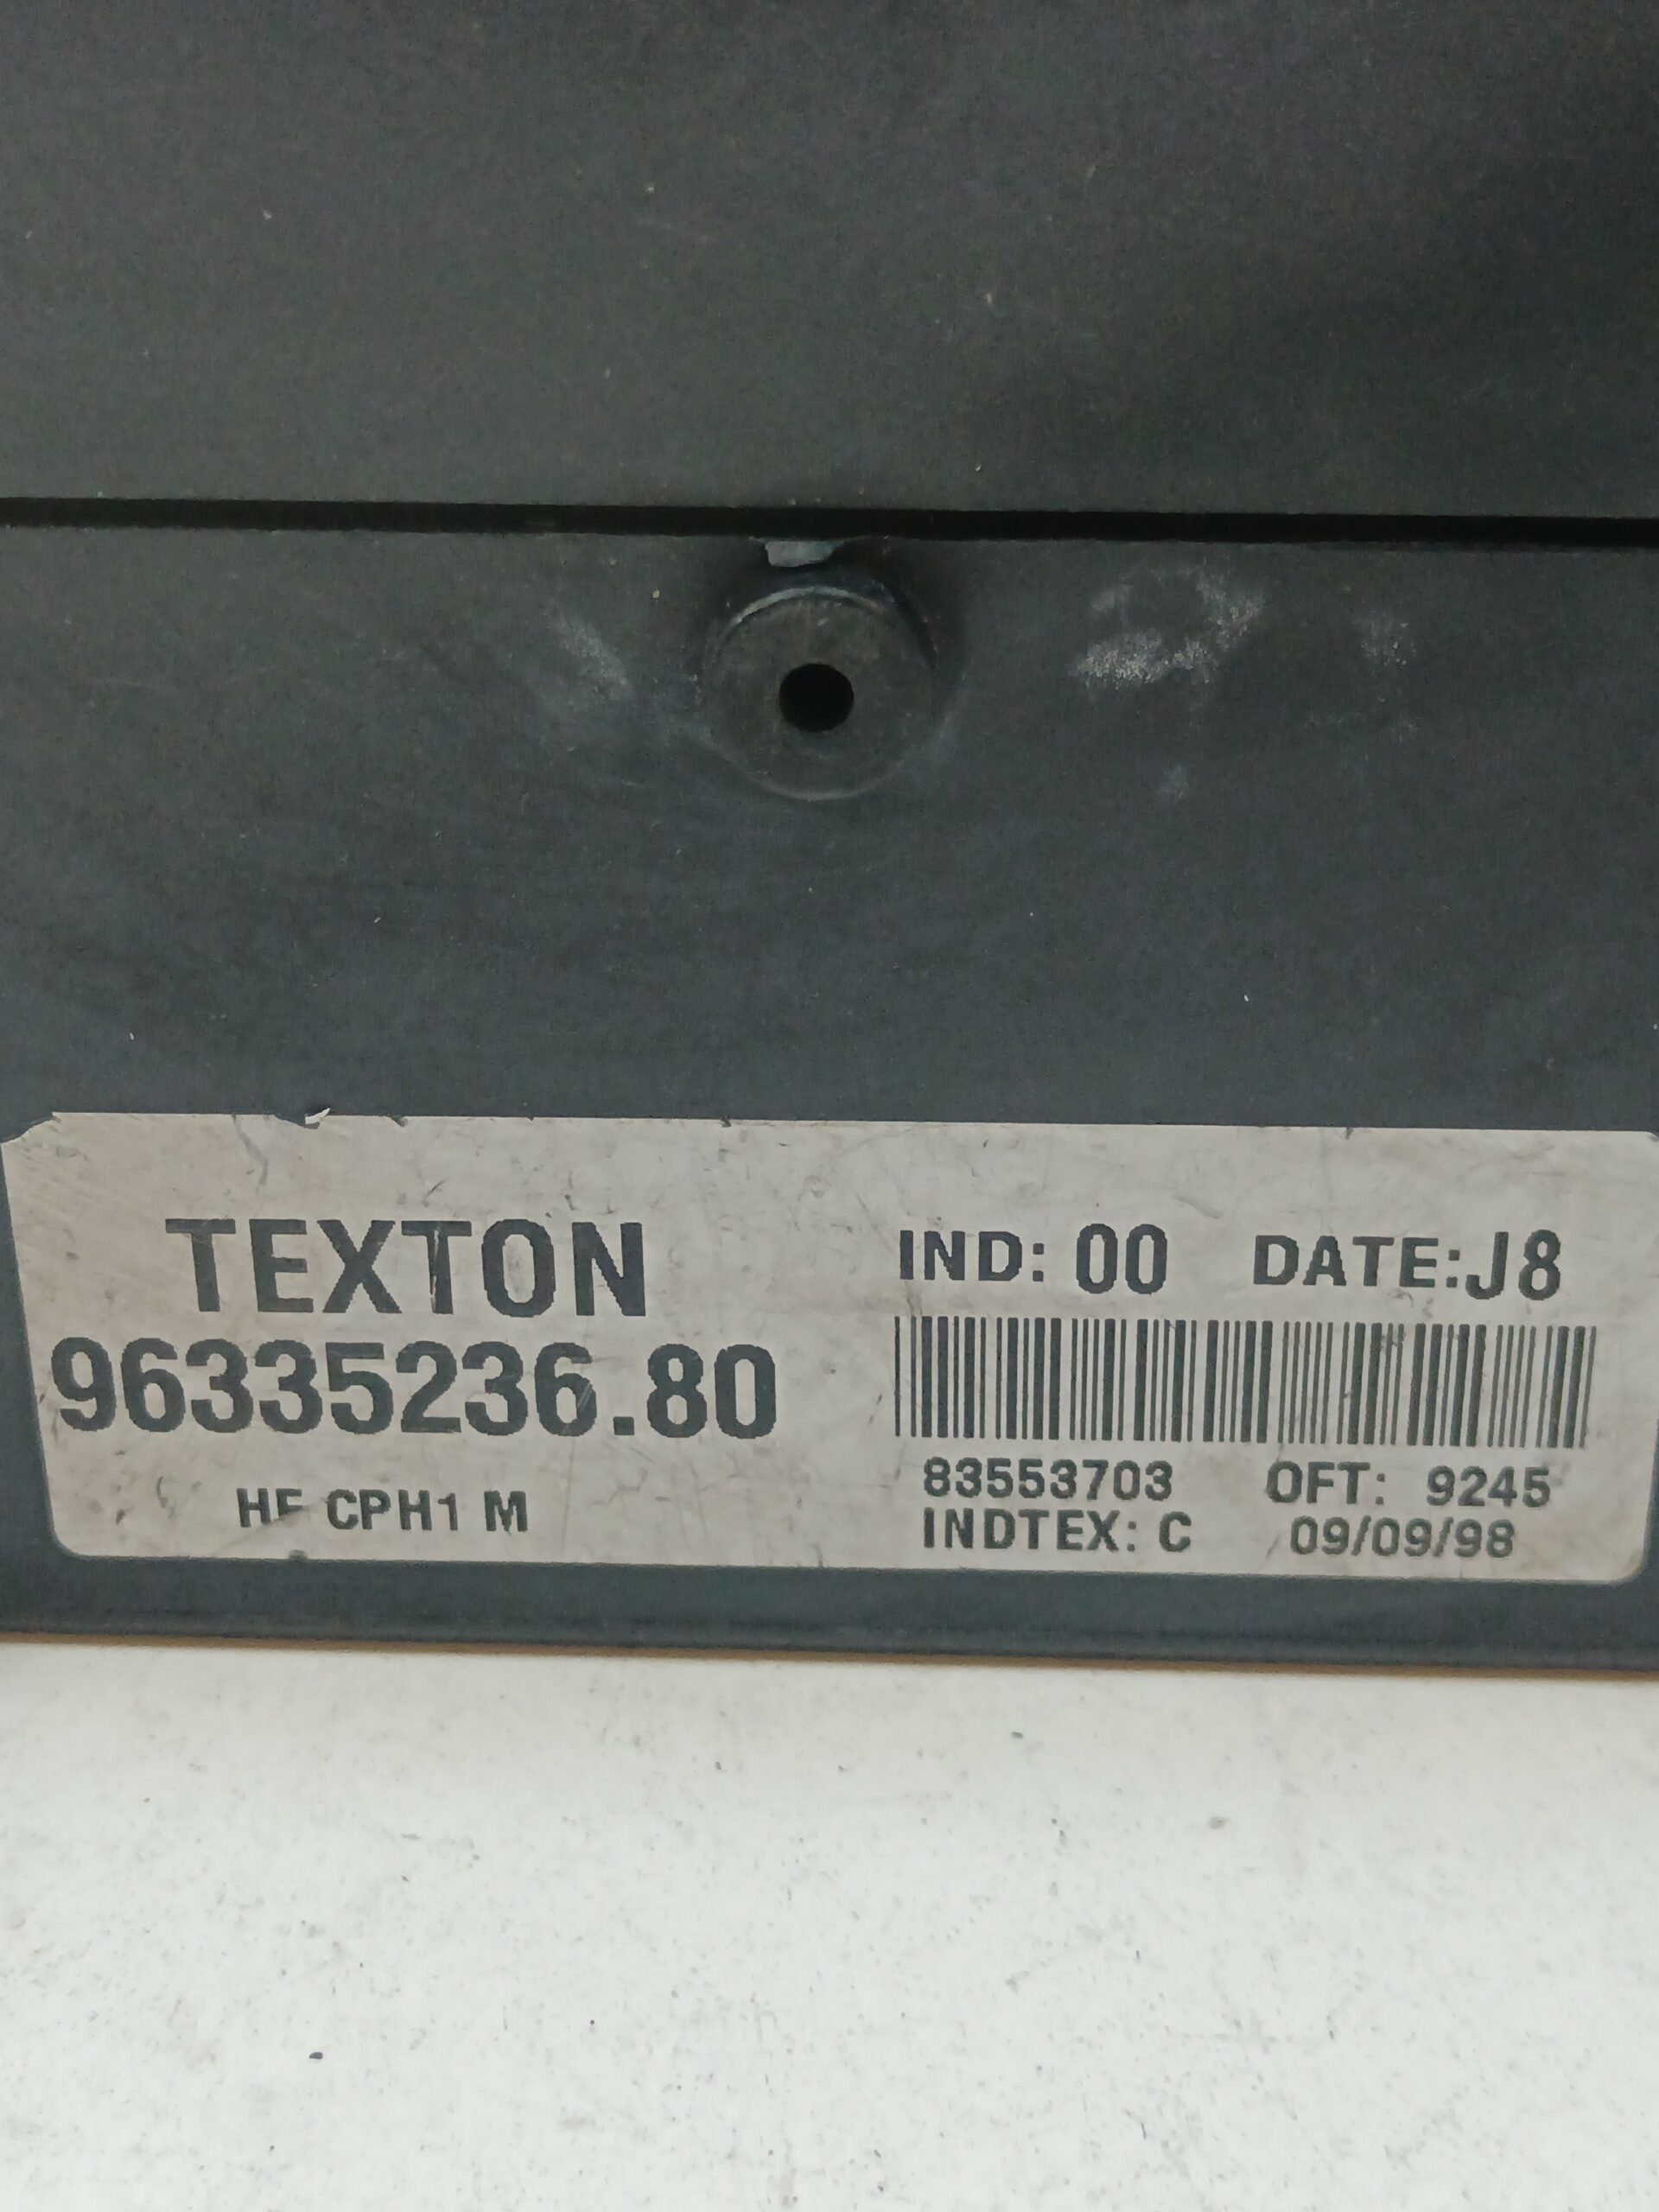 TEXTON
96335236.80
HF CPH1 M
IND: 00 DATE:J8
83553703 OFT: 9245
INDTEX: C 09/09/98